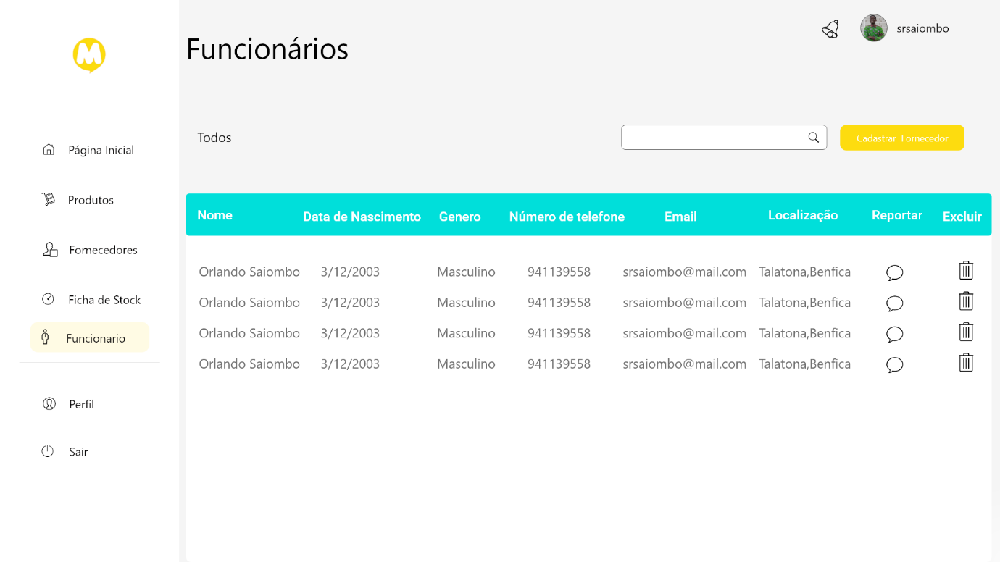 M
srsaiombo
Funcionários
Todos
Cadastrar Fornecedor
Página Inicial
Produtos
Fornecedores
Ficha de Stock
Funcionario
Perfil
Sair
Nome Data de Nascimento Genero Número de telefone Email Localização Reportar Excluir
Orlando Saiombo 3/12/2003 Masculino 941139558 srsaiombo@mail.com Talatona,Benfica
Orlando Saiombo 3/12/2003 Masculino 941139558 srsaiombo@mail.com Talatona,Benfica
Orlando Saiombo 3/12/2003 Masculino 941139558 srsaiombo@mail.com Talatona,Benfica
Orlando Saiombo 3/12/2003 Masculino 941139558 srsaiombo@mail.com Talatona,Benfica